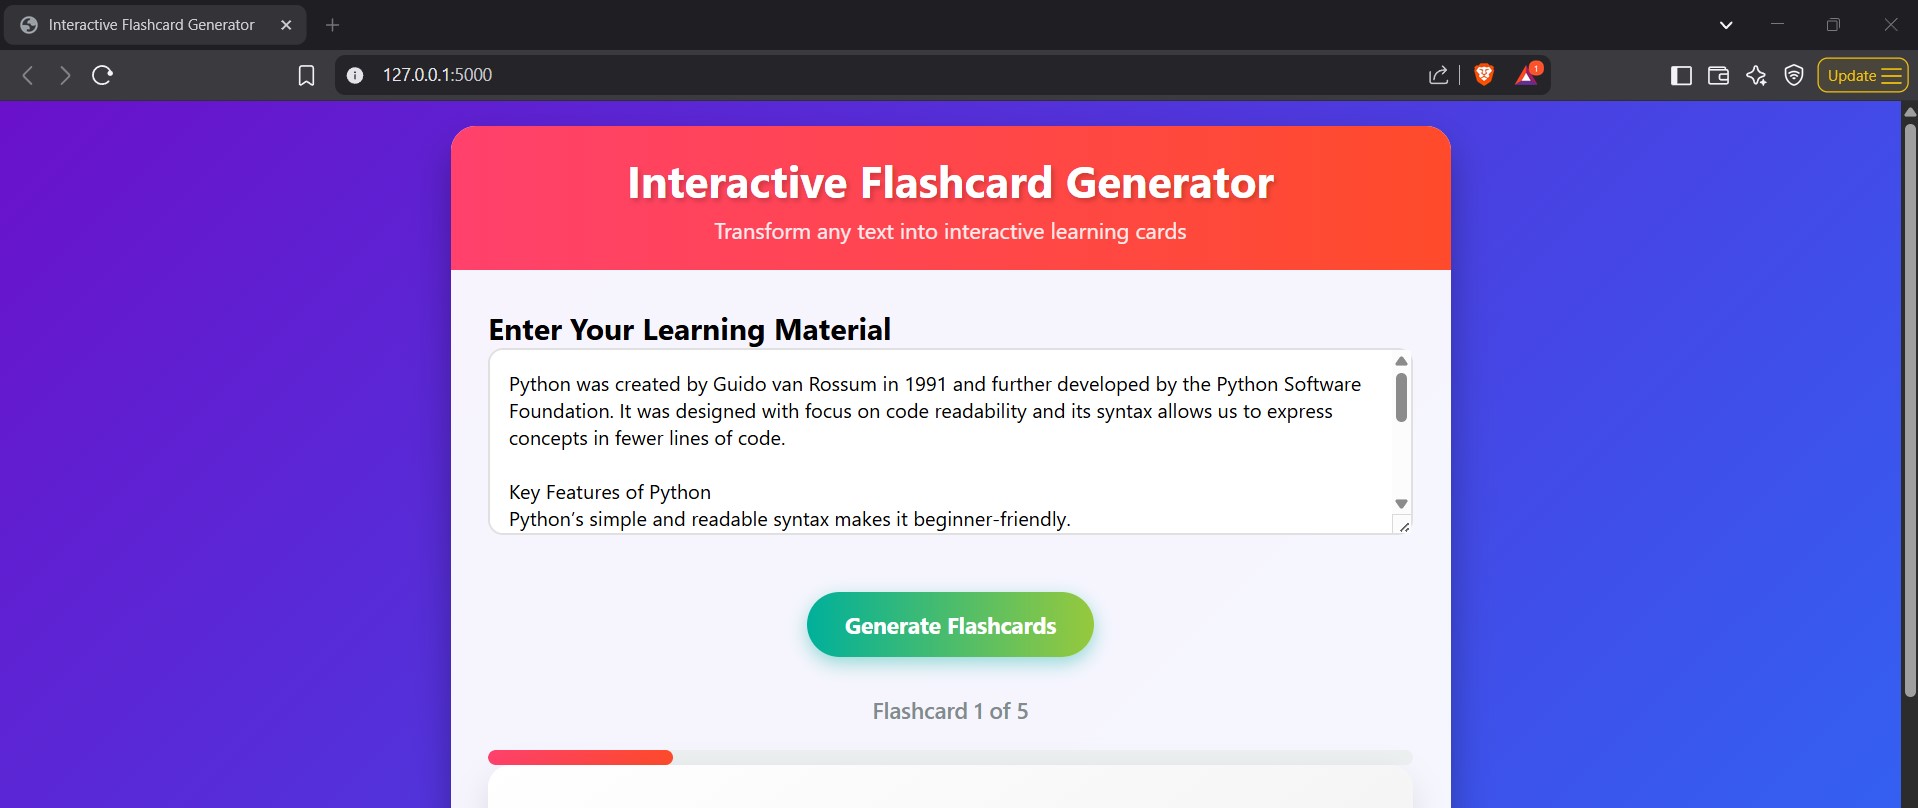 Interactive Flashcard Generator
127.0.0.1:5000
1
Update
Interactive Flashcard Generator
Transform any text into interactive learning cards
Enter Your Learning Material
Python was created by Guido van Rossum in 1991 and further developed by the Python Software
Foundation. It was designed with focus on code readability and its syntax allows us to express
concepts in fewer lines of code.
Key Features of Python
Python’s simple and readable syntax makes it beginner-friendly.
Generate Flashcards
Flashcard 1 of 5